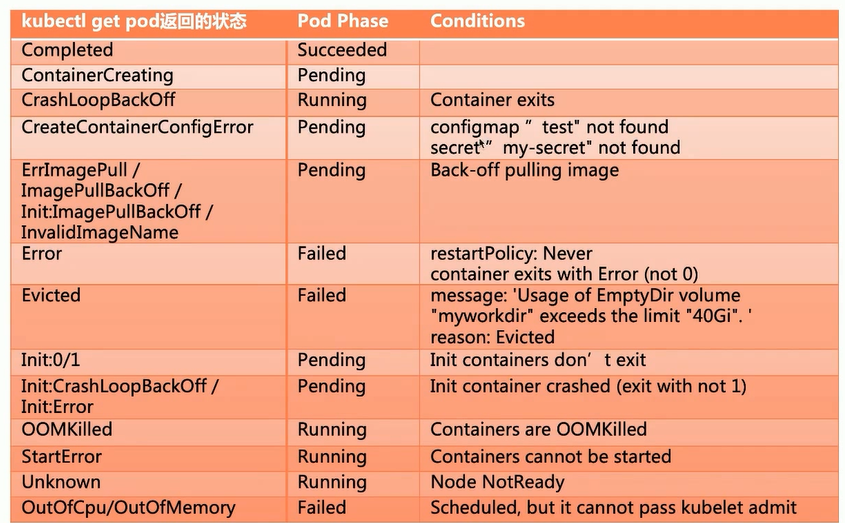 kubectl get pod返回的状态 Pod Phase Conditions
Completed Succeeded
ContainerCreating Pending
CrashLoopBackOff Running Container exits
CreateContainerConfigError Pending configmap ”test" not found
secret ”my-secret" not found
ErrImagePull / Pending Back-off pulling image
ImagePullBackOff /
Init:ImagePullBackOff /
InvalidImageName
Error Failed restartPolicy: Never
container exits with Error (not 0)
Evicted Failed message: 'Usage of EmptyDir volume
"myworkdir" exceeds the limit "40Gi". '
reason: Evicted
Init:0/1 Pending Init containers don’t exit
Init:CrashLoopBackOff / Pending Init container crashed (exit with not 1)
Init:Error
OOMKilled Running Containers are OOMKilled
StartError Running Containers cannot be started
Unknown Running Node NotReady
OutOfCpu/OutOfMemory Failed Scheduled, but it cannot pass kubelet admit